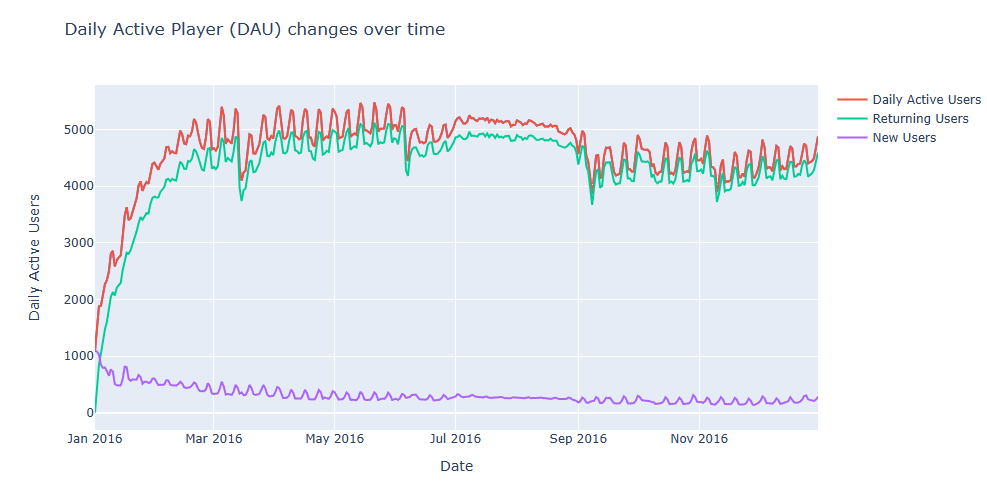 Daily Active Player (DAU) changes over time
Daily Active Users
Returning Users
New Users
5000
4000
3000
2000
1000
0
Daily Active Users
Jan 2016
Mar 2016
May 2016
Jul 2016
Sep 2016
Nov 2016
Date